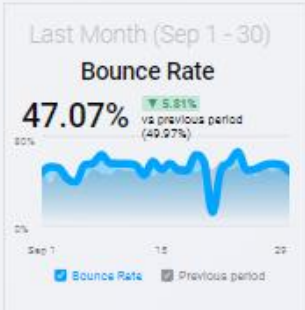 Last Month (Sep 1 - 30)
Bounce Rate
47.07%
▼ 5.81%
vs previous period
(49.97%)
80%
0%
Sep 1
15
29
Bounce Rate
Previous period